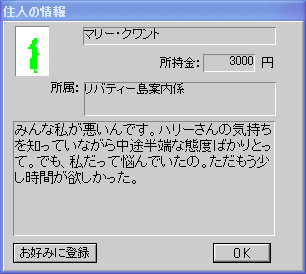 住人の情報
マリー・クワント
所持金: 3000 円
所属: リバティー島案内係
みんな私が悪いんです。ハリーさんの気持ち
を知っていながら中途半端な態度ばかりとっ
て。でも、私だって悩んでいたの。ただもう少
し時間が欲しかった。
お好みに登録 OK